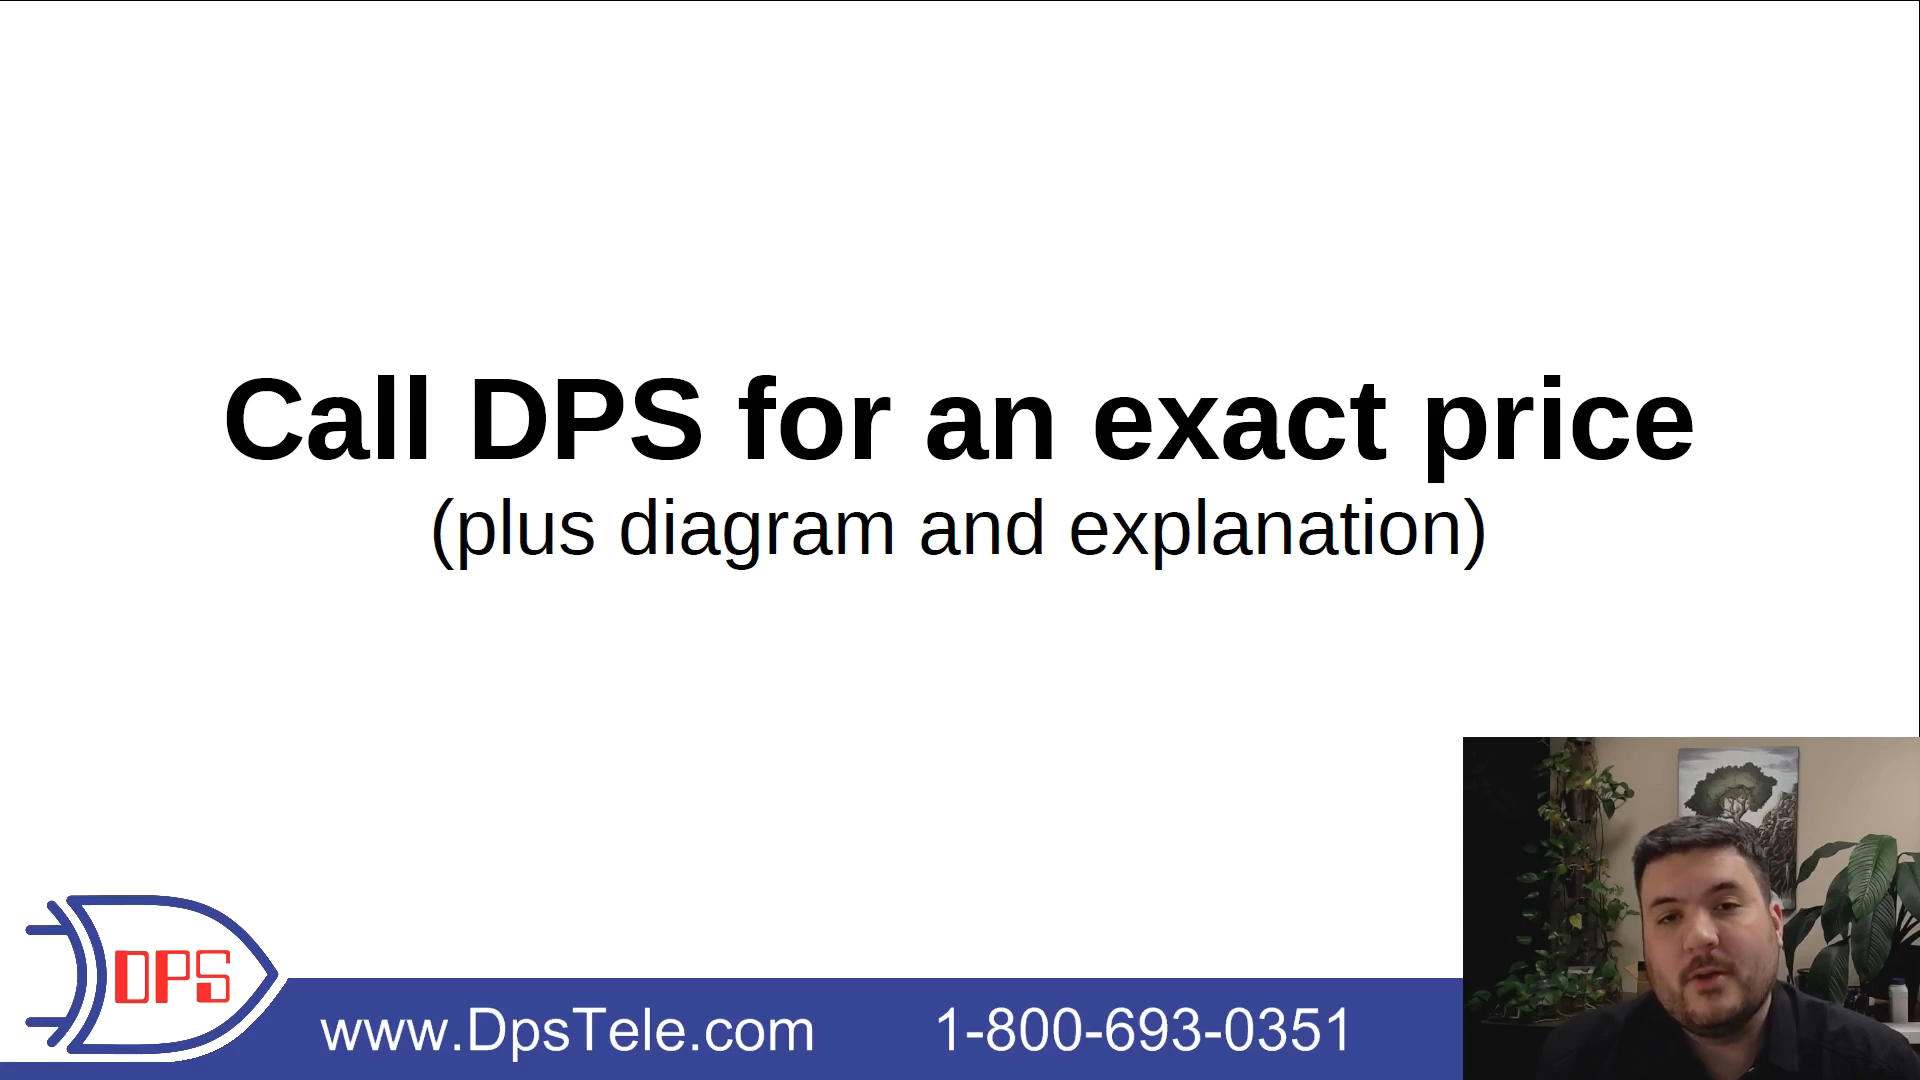 Call DPS for an exact price
(plus diagram and explanation)
DPS
www.DpsTele.com 1-800-693-0351